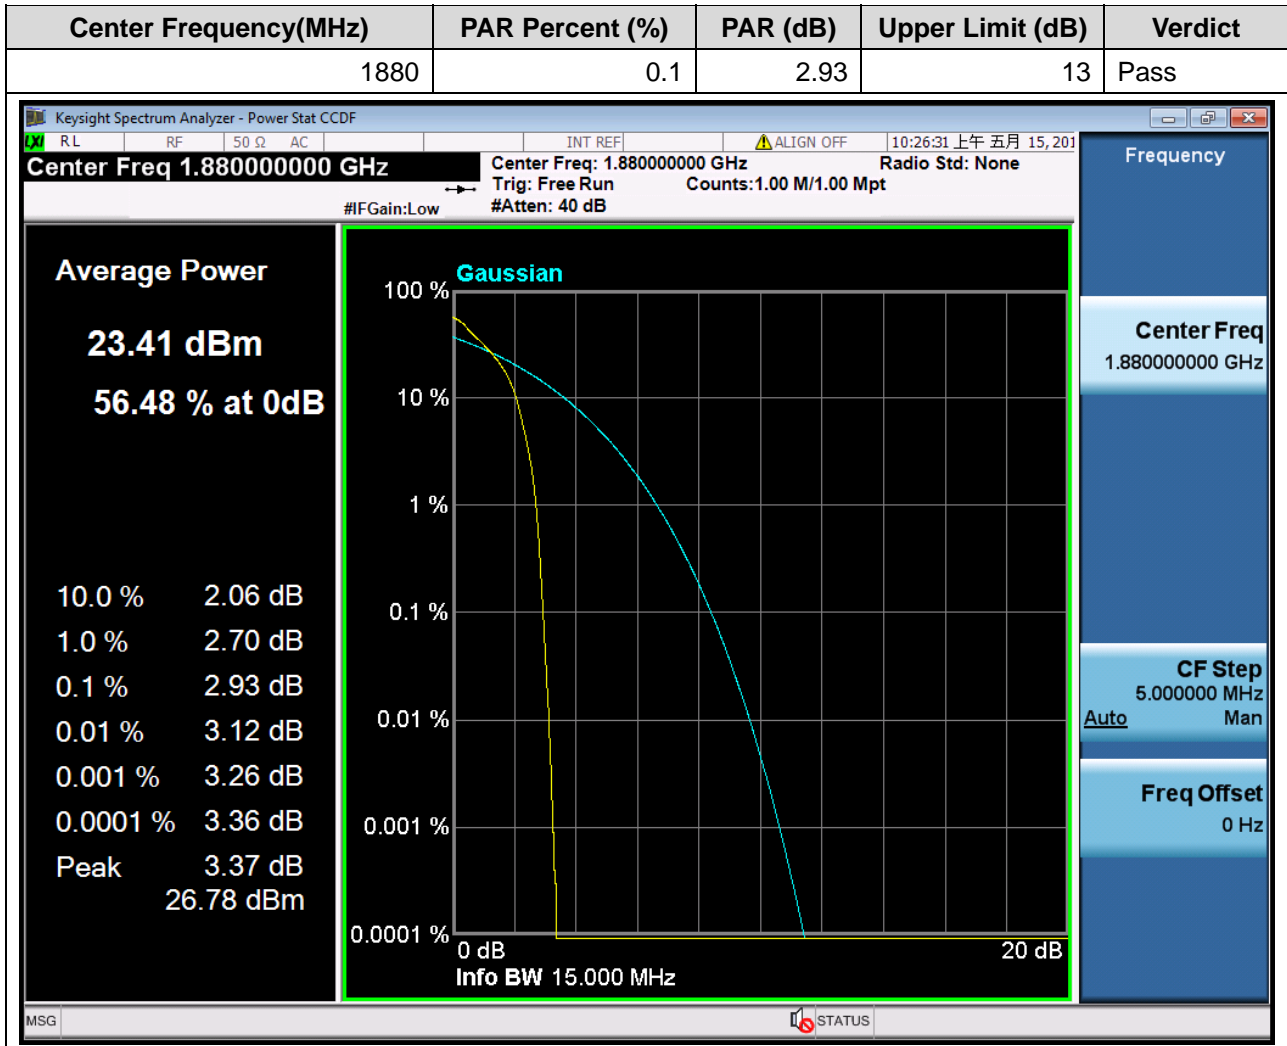 Center Frequency(MHz) PAR Percent (%) PAR (dB) Upper Limit (dB) Verdict
1880 0.1 2.93 13 Pass
Keysight Spectrum Analyzer - Power Stat CCDF
LXI RL RF 50 Ω AC INT REF ALIGN OFF 10:26:31 上午 五月 15, 201
Center Freq 1.880000000 GHz
Center Freq: 1.880000000 GHz Radio Std: None
Trig: Free Run Counts:1.00 M/1.00 Mpt
#IFGain:Low #Atten: 40 dB
Frequency
Average Power
23.41 dBm
56.48 % at 0dB
10.0 % 2.06 dB
1.0 % 2.70 dB
0.1 % 2.93 dB
0.01 % 3.12 dB
0.001 % 3.26 dB
0.0001 % 3.36 dB
Peak 3.37 dB
26.78 dBm
Gaussian
100 %
10 %
1 %
0.1 %
0.01 %
0.001 %
0.0001 %
0 dB 20 dB
Info BW 15.000 MHz
Center Freq
1.880000000 GHz
CF Step
5.000000 MHz
Auto Man
Freq Offset
0 Hz
MSG STATUS